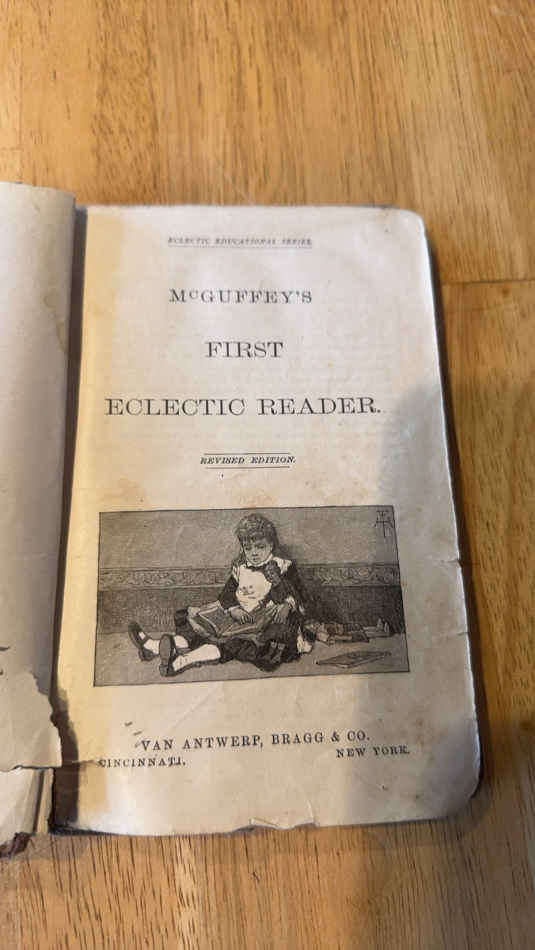 ECLECTIC EDUCATIONAL SERIES.
McGUFFEY'S
FIRST
ECLECTIC READER.
REVISED EDITION.
VAN ANTWERP, BRAGG & CO.
CINCINNATI. NEW YORK.